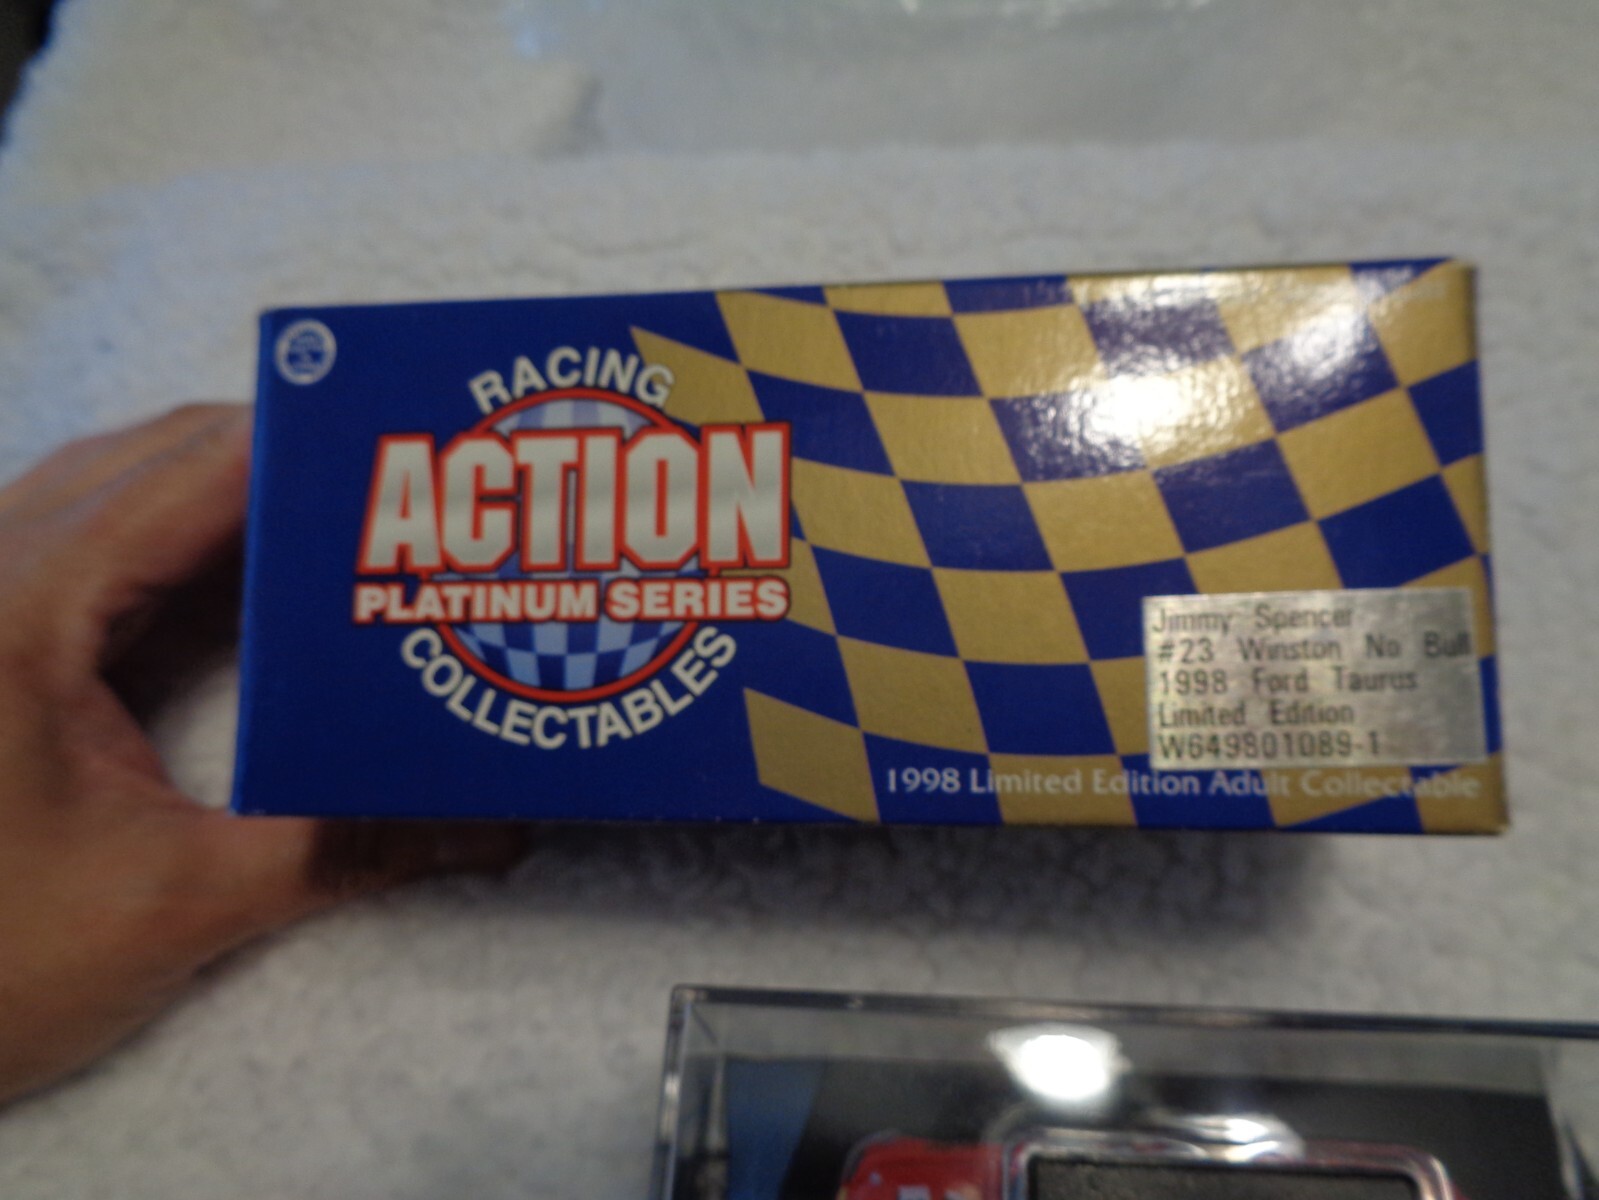 RACING
ACTION
PLATINUM SERIES
COLLECTABLES
Jimmy Spencer
#23 Winston No Bull
1998 Ford Taurus
Limited Edition
W649801089-1
1998 Limited Edition Adult Collectable